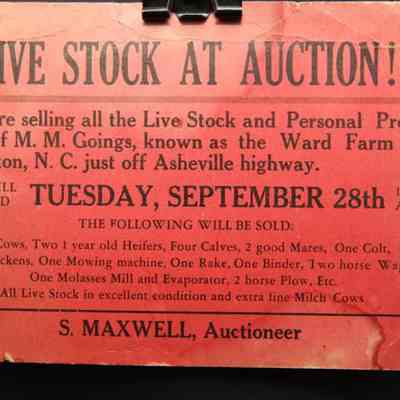 IVE STOCK AT AUCTION!
re selling all the Live Stock and Personal Pro
f M. M. Goings, known as the Ward Farm
on, N. C. just off Asheville highway.
TUESDAY, SEPTEMBER 28th
THE FOLLOWING WILL BE SOLD:
Cows, Two 1 year old Heifers, Four Calves, 2 good Mares, One Colt,
ckens, One Mowing machine, One Rake, One Binder, Two horse Wag
One Molasses Mill and Evaporator, 2 horse Plow, Etc.
All Live Stock in excellent condition and extra fine Milch Cows
S. MAXWELL, Auctioneer